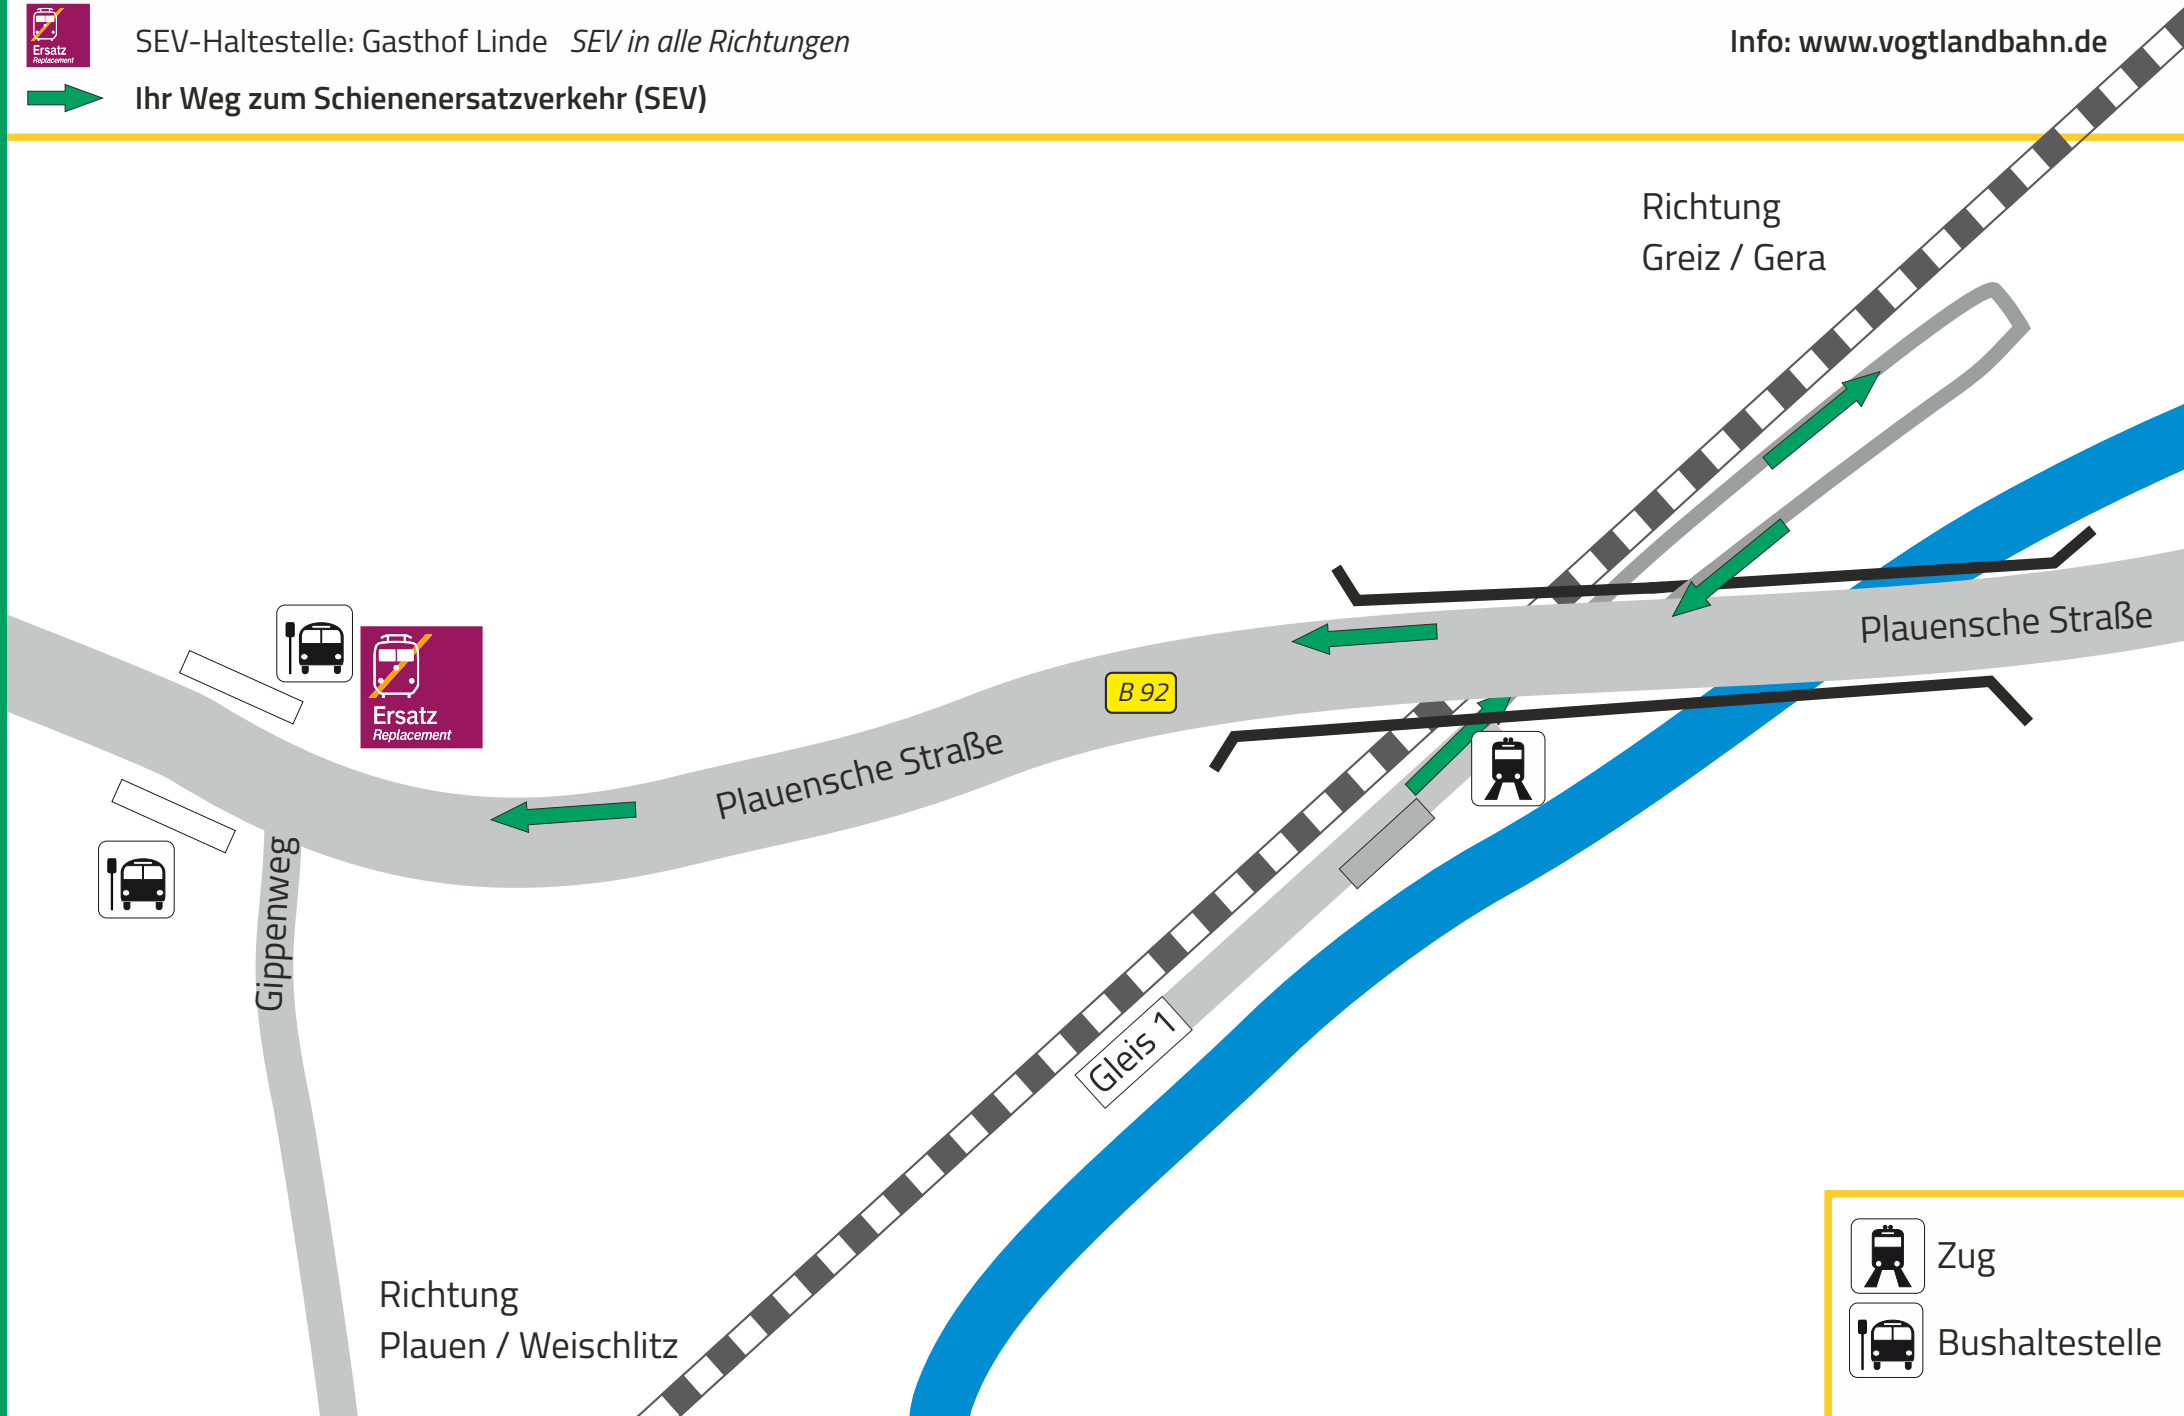 Ersatz
Replacement
SEV-Haltestelle: Gasthof Linde SEV in alle Richtungen
Info: www.vogtlandbahn.de
Ihr Weg zum Schienenersatzverkehr (SEV)
Richtung
Greiz / Gera
Plauensche Straße
B 92
Ersatz
Replacement
Plauensche Straße
Gippenweg
Gleis 1
Richtung
Plauen / Weischlitz
Zug
Bushaltestelle